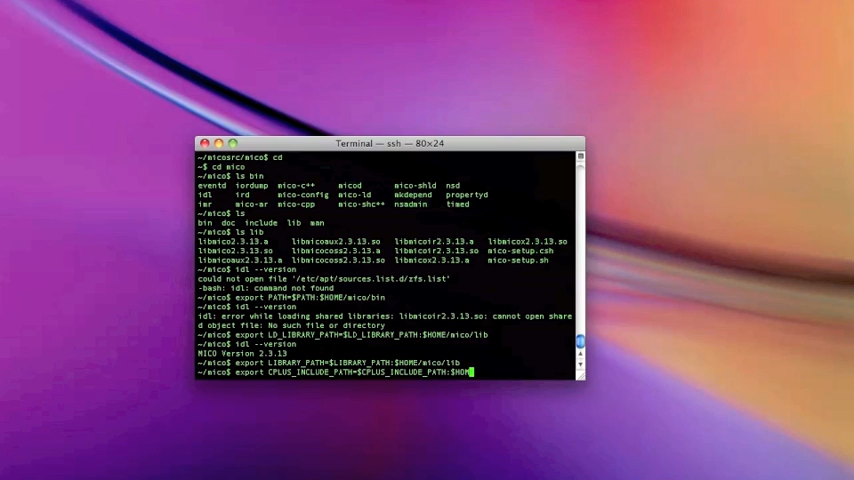 Terminal — ssh — 80×24
~/micosrc/mico$ cd
~$ cd mico
~/mico$ ls bin
eventd iordump mico-c++ micod mico-shld nsd
idl ird mico-config mico-ld mkdepend propertyd
imr mico-ar mico-cpp mico-shc++ nsadmin timed
~/mico$ ls
bin doc include lib man
~/mico$ ls lib
libmico2.3.13.a libmicoaux2.3.13.so libmicoir2.3.13.a libmicox2.3.13.so
libmico2.3.13.so libmicocoss2.3.13.a libmicoir2.3.13.so mico-setup.csh
libmicoaux2.3.13.a libmicocoss2.3.13.so libmicox2.3.13.a mico-setup.sh
~/mico$ idl --version
could not open file '/etc/apt/sources.list.d/zfs.list'
-bash: idl: command not found
~/mico$ export PATH=$PATH:$HOME/mico/bin
~/mico$ idl --version
idl: error while loading shared libraries: libmicoir2.3.13.so: cannot open share
d object file: No such file or directory
~/mico$ export LD_LIBRARY_PATH=$LD_LIBRARY_PATH:$HOME/mico/lib
~/mico$ idl --version
MICO Version 2.3.13
~/mico$ export LIBRARY_PATH=$LIBRARY_PATH:$HOME/mico/lib
~/mico$ export CPLUS_INCLUDE_PATH=$CPLUS_INCLUDE_PATH:$HOM